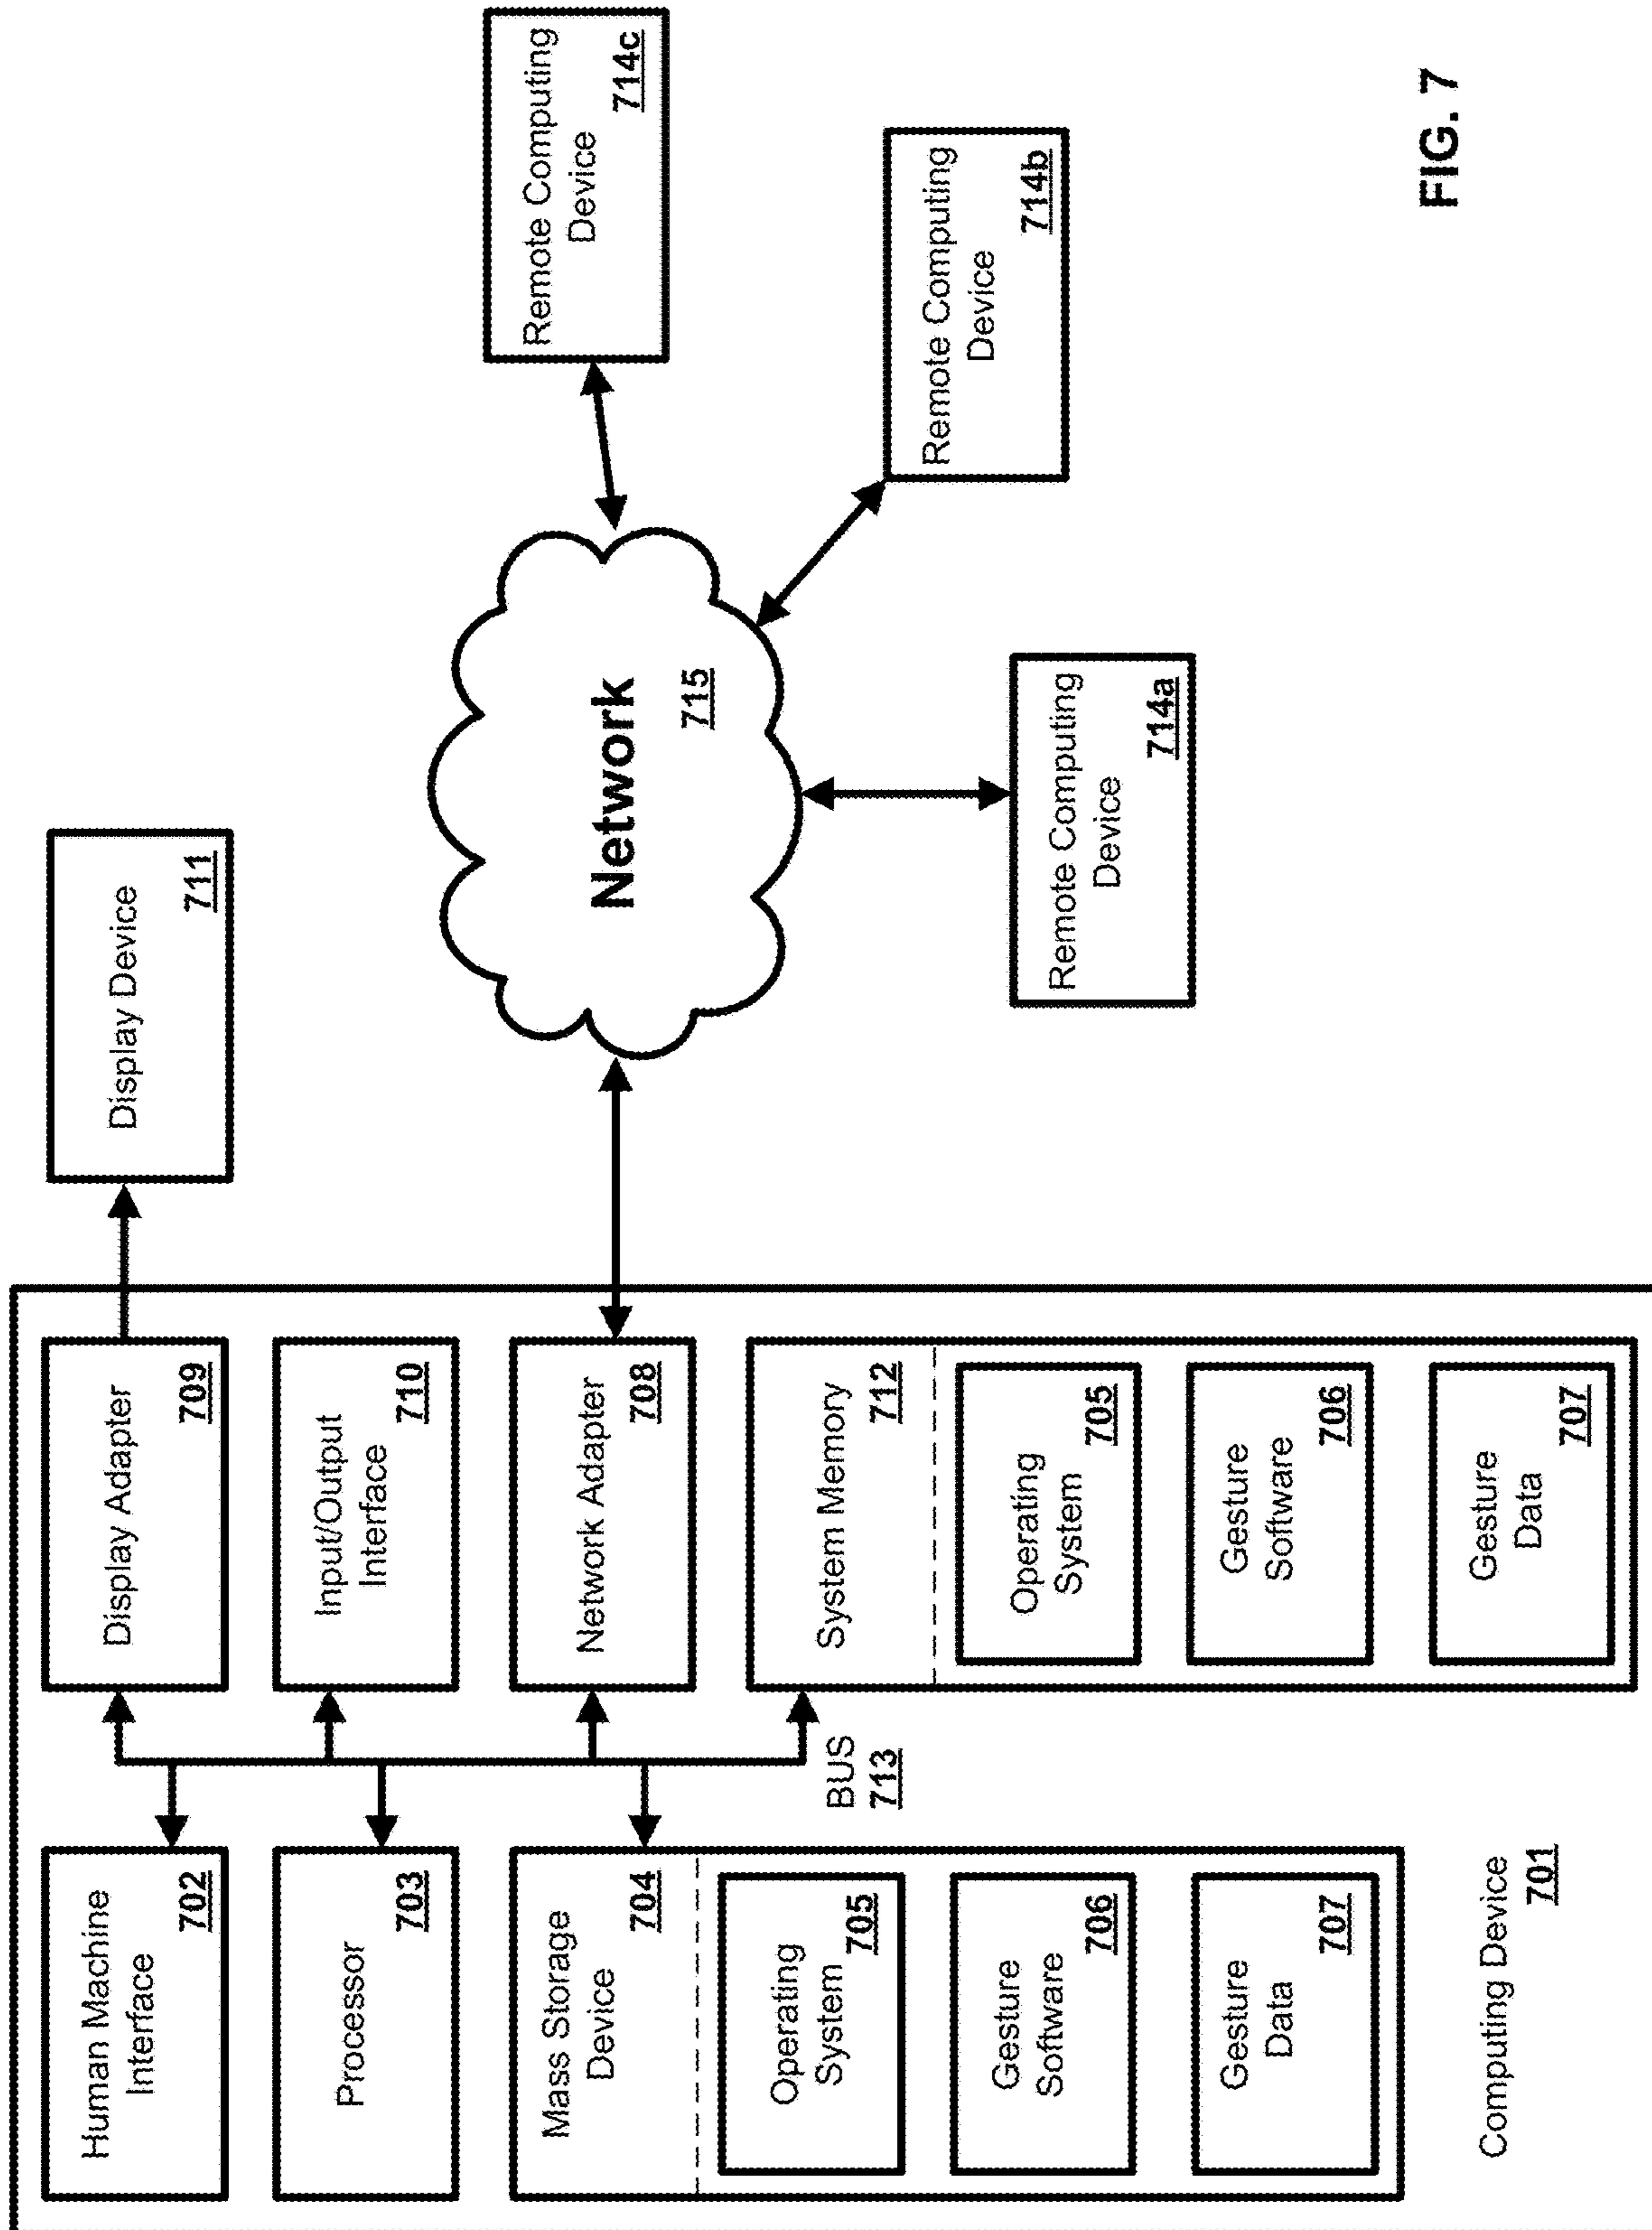 Human Machine
Interface
702
Processor
703
Mass Storage
Device
704
Operating
System
705
Gesture
Software
706
Gesture
Data
707
Computing Device
701
BUS
713
Display Adapter
709
Input/Output
Interface
710
Network Adapter
708
System Memory
712
Operating
System
705
Gesture
Software
706
Gesture
Data
707
Display Device
711
Network
715
Remote Computing
Device
714a
Remote Computing
Device
714b
Remote Computing
Device
714c
FIG. 7